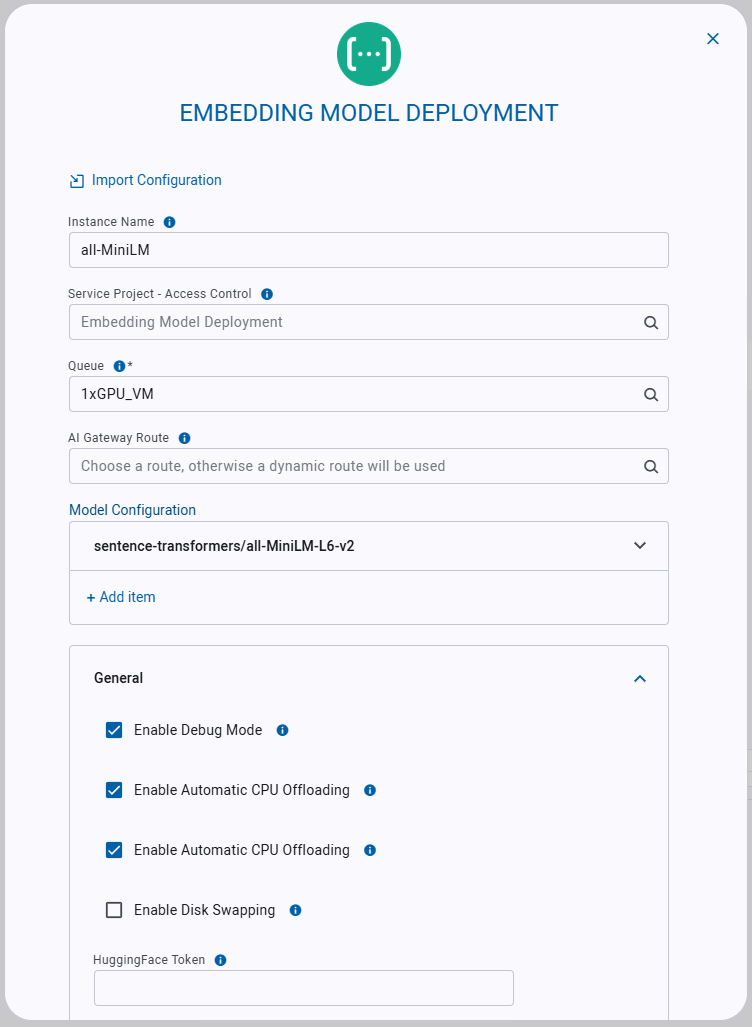 [...]
EMBEDDING MODEL DEPLOYMENT
Import Configuration
Instance Name
all-MiniLM
Service Project - Access Control
Embedding Model Deployment
Queue *
1xGPU_VM
AI Gateway Route
Choose a route, otherwise a dynamic route will be used
Model Configuration
sentence-transformers/all-MiniLM-L6-v2
+ Add item
General
Enable Debug Mode
Enable Automatic CPU Offloading
Enable Automatic CPU Offloading
Enable Disk Swapping
HuggingFace Token